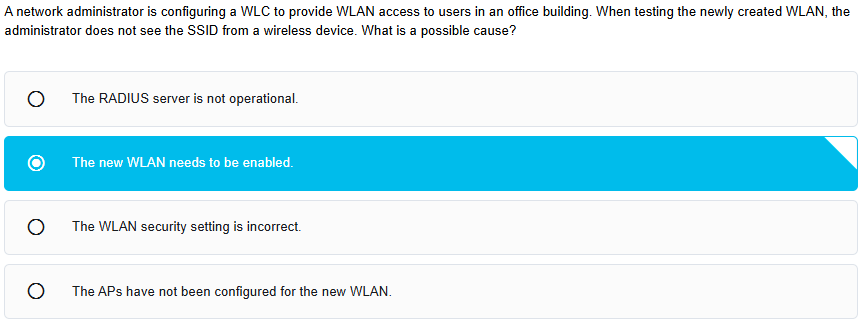 A network administrator is configuring a WLC to provide WLAN access to users in an office building. When testing the newly created WLAN, the
administrator does not see the SSID from a wireless device. What is a possible cause?
The RADIUS server is not operational.
The new WLAN needs to be enabled.
The WLAN security setting is incorrect.
The APs have not been configured for the new WLAN.